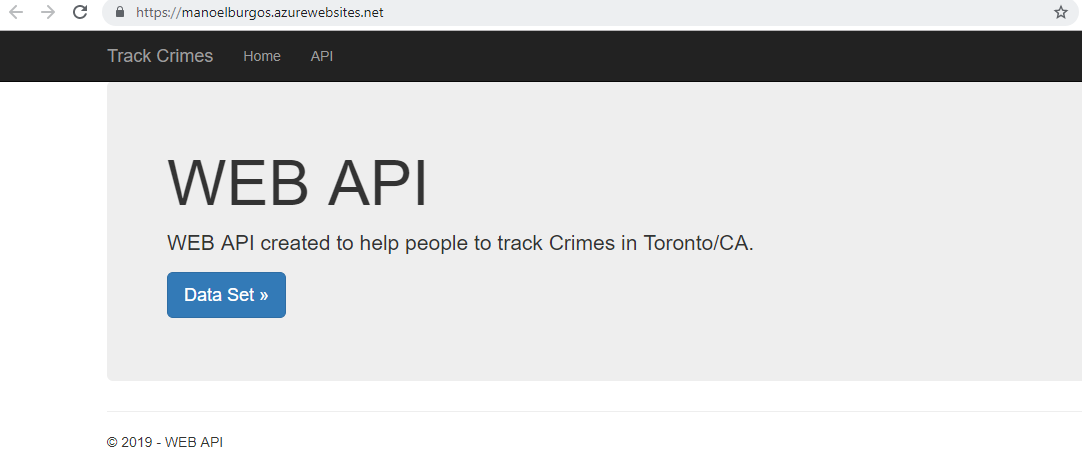 https://manoelburgos.azurewebsites.net
Track Crimes Home API
WEB API
WEB API created to help people to track Crimes in Toronto/CA.
Data Set »
© 2019 - WEB API